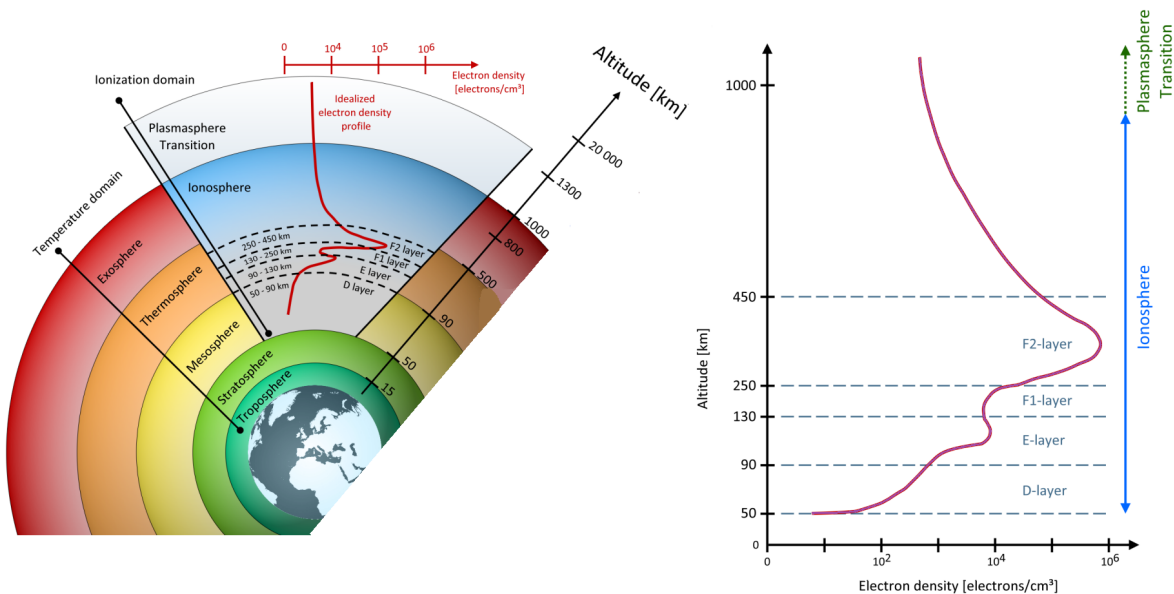 0
10⁴
10⁵
10⁶
Electron density
[electrons/cm³]
Idealized
electron density
profile
Altitude [km]
20 000
1300
1000
800
500
90
50
15
Ionization domain
Plasmasphere
Transition
Temperature domain
Ionosphere
Exosphere
Thermosphere
Mesosphere
Stratosphere
Troposphere
250 - 450 km
130 - 250 km
90 - 130 km
50 - 90 km
F2 layer
F1 layer
E layer
D layer
Altitude [km]
1000
450
250
130
90
50
0
F2-layer
F1-layer
E-layer
D-layer
0
10²
10⁴
10⁶
Electron density [electrons/cm³]
Plasmasphere
Transition
Ionosphere